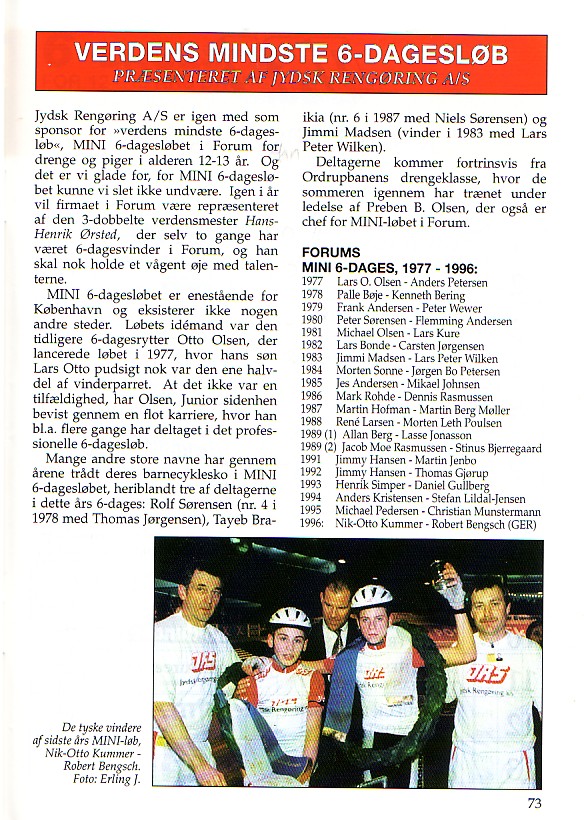 VERDENS MINDSTE 6-DAGESLØB
PRÆSENTERET AF JYDSK RENGØRING A/S
Jydsk Rengøring A/S er igen med som
sponsor for »verdens mindste 6-dages-
løb«, MINI 6-dagesløbet i Forum for
drenge og piger i alderen 12-13 år. Og
det er vi glade for, for MINI 6-dagesløb-
bet kunne vi slet ikke undvære. Igen i år
vil firmaet i Forum være repræsenteret
af den 3-dobbelte verdensmester Hans-
Henrik Ørsted, der selv to gange har
været 6-dagesvinder i Forum, og han
skal nok holde et vågent øje med talen-
terne.
MINI 6-dagesløbet er enestående for
København og eksisterer ikke nogen
andre steder. Løbets idémand var den
tidligere 6-dagesrytter Otto Olsen, der
lancerede løbet i 1977, hvor hans søn
Lars Otto pudsigt nok var den ene halv-
del af vinderparret. At det ikke var en
tilfældighed, har Olsen, Junior sidenhen
bevist gennem en flot karriere, hvor han
bl.a. flere gange har deltaget i det profes-
sionelle 6-dagesløb.
Mange andre store navne har gennem
årene trådt deres barnecyklesko i MINI
6-dagesløbet, heriblandt tre af deltagerne
i dette års 6-dages: Rolf Sørensen (nr. 4 i
1978 med Thomas Jørgensen), Tayeb Bra-
ikia (nr. 6 i 1987 med Niels Sørensen) og
Jimmi Madsen (vinder i 1983 med Lars
Peter Wilken).
Deltagerne kommer fortrinsvis fra
Ordrupbanens drengeklasse, hvor de
sommeren igennem har trænet under
ledelse af Preben B. Olsen, der også er
chef for MINI-løbet i Forum.
FORUMS
MINI 6-DAGES, 1977 - 1996:
1977 Lars O. Olsen - Anders Petersen
1978 Palle Bøje - Kenneth Bering
1979 Frank Andersen - Peter Wewer
1980 Peter Sørensen - Flemming Andersen
1981 Michael Olsen - Lars Kure
1982 Lars Bonde - Carsten Jørgensen
1983 Jimmi Madsen - Lars Peter Wilken
1984 Morten Sonne - Jørgen Bo Petersen
1985 Jes Andersen - Mikael Johnsen
1986 Mark Rohde - Dennis Rasmussen
1987 Martin Hofman - Martin Berg Møller
1988 René Larsen - Morten Leth Poulsen
1989 (1) Allan Berg - Lasse Jonasson
1989 (2) Jacob Moe Rasmussen - Stinus Bjerregaard
1991 Jimmy Hansen - Martin Jenbo
1992 Jimmy Hansen - Thomas Gjørup
1993 Henrik Simper - Daniel Gullberg
1994 Anders Kristensen - Stefan Lildal-Jensen
1995 Michael Pedersen - Christian Munstermann
1996: Nik-Otto Kummer - Robert Bengsch (GER)
JRS
JRS
JRS
De tyske vindere
af sidste års MINI-løb,
Nik-Otto Kummer -
Robert Bengsch.
Foto: Erling J.
73